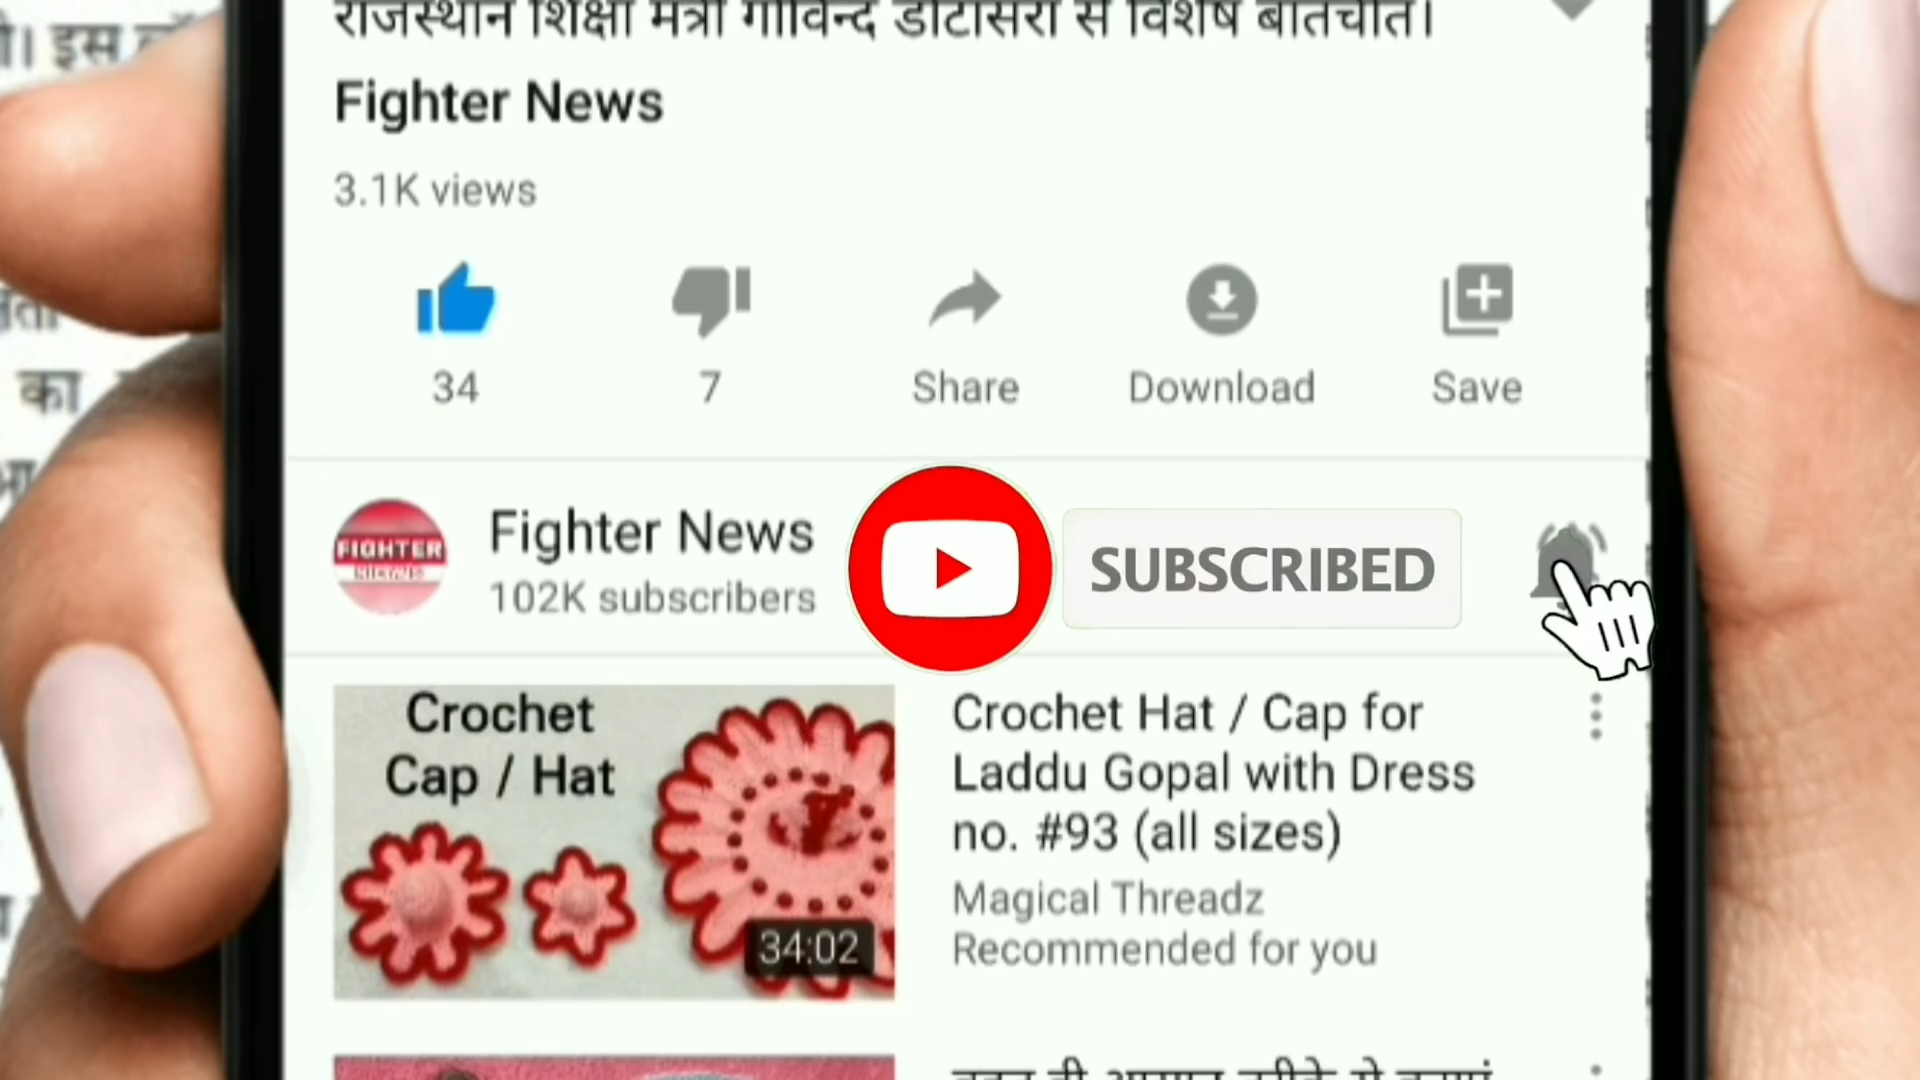 राजस्थान शिक्षा मंत्री गोविन्द डोटासरा से विशेष बातचीत।
Fighter News
3.1K views
34
7
Share
Download
Save
Fighter News
102K subscribers
FIGHTER
SUBSCRIBED
Crochet
Cap / Hat
34:02
Crochet Hat / Cap for
Laddu Gopal with Dress
no. #93 (all sizes)
Magical Threadz
Recommended for you
इस
का